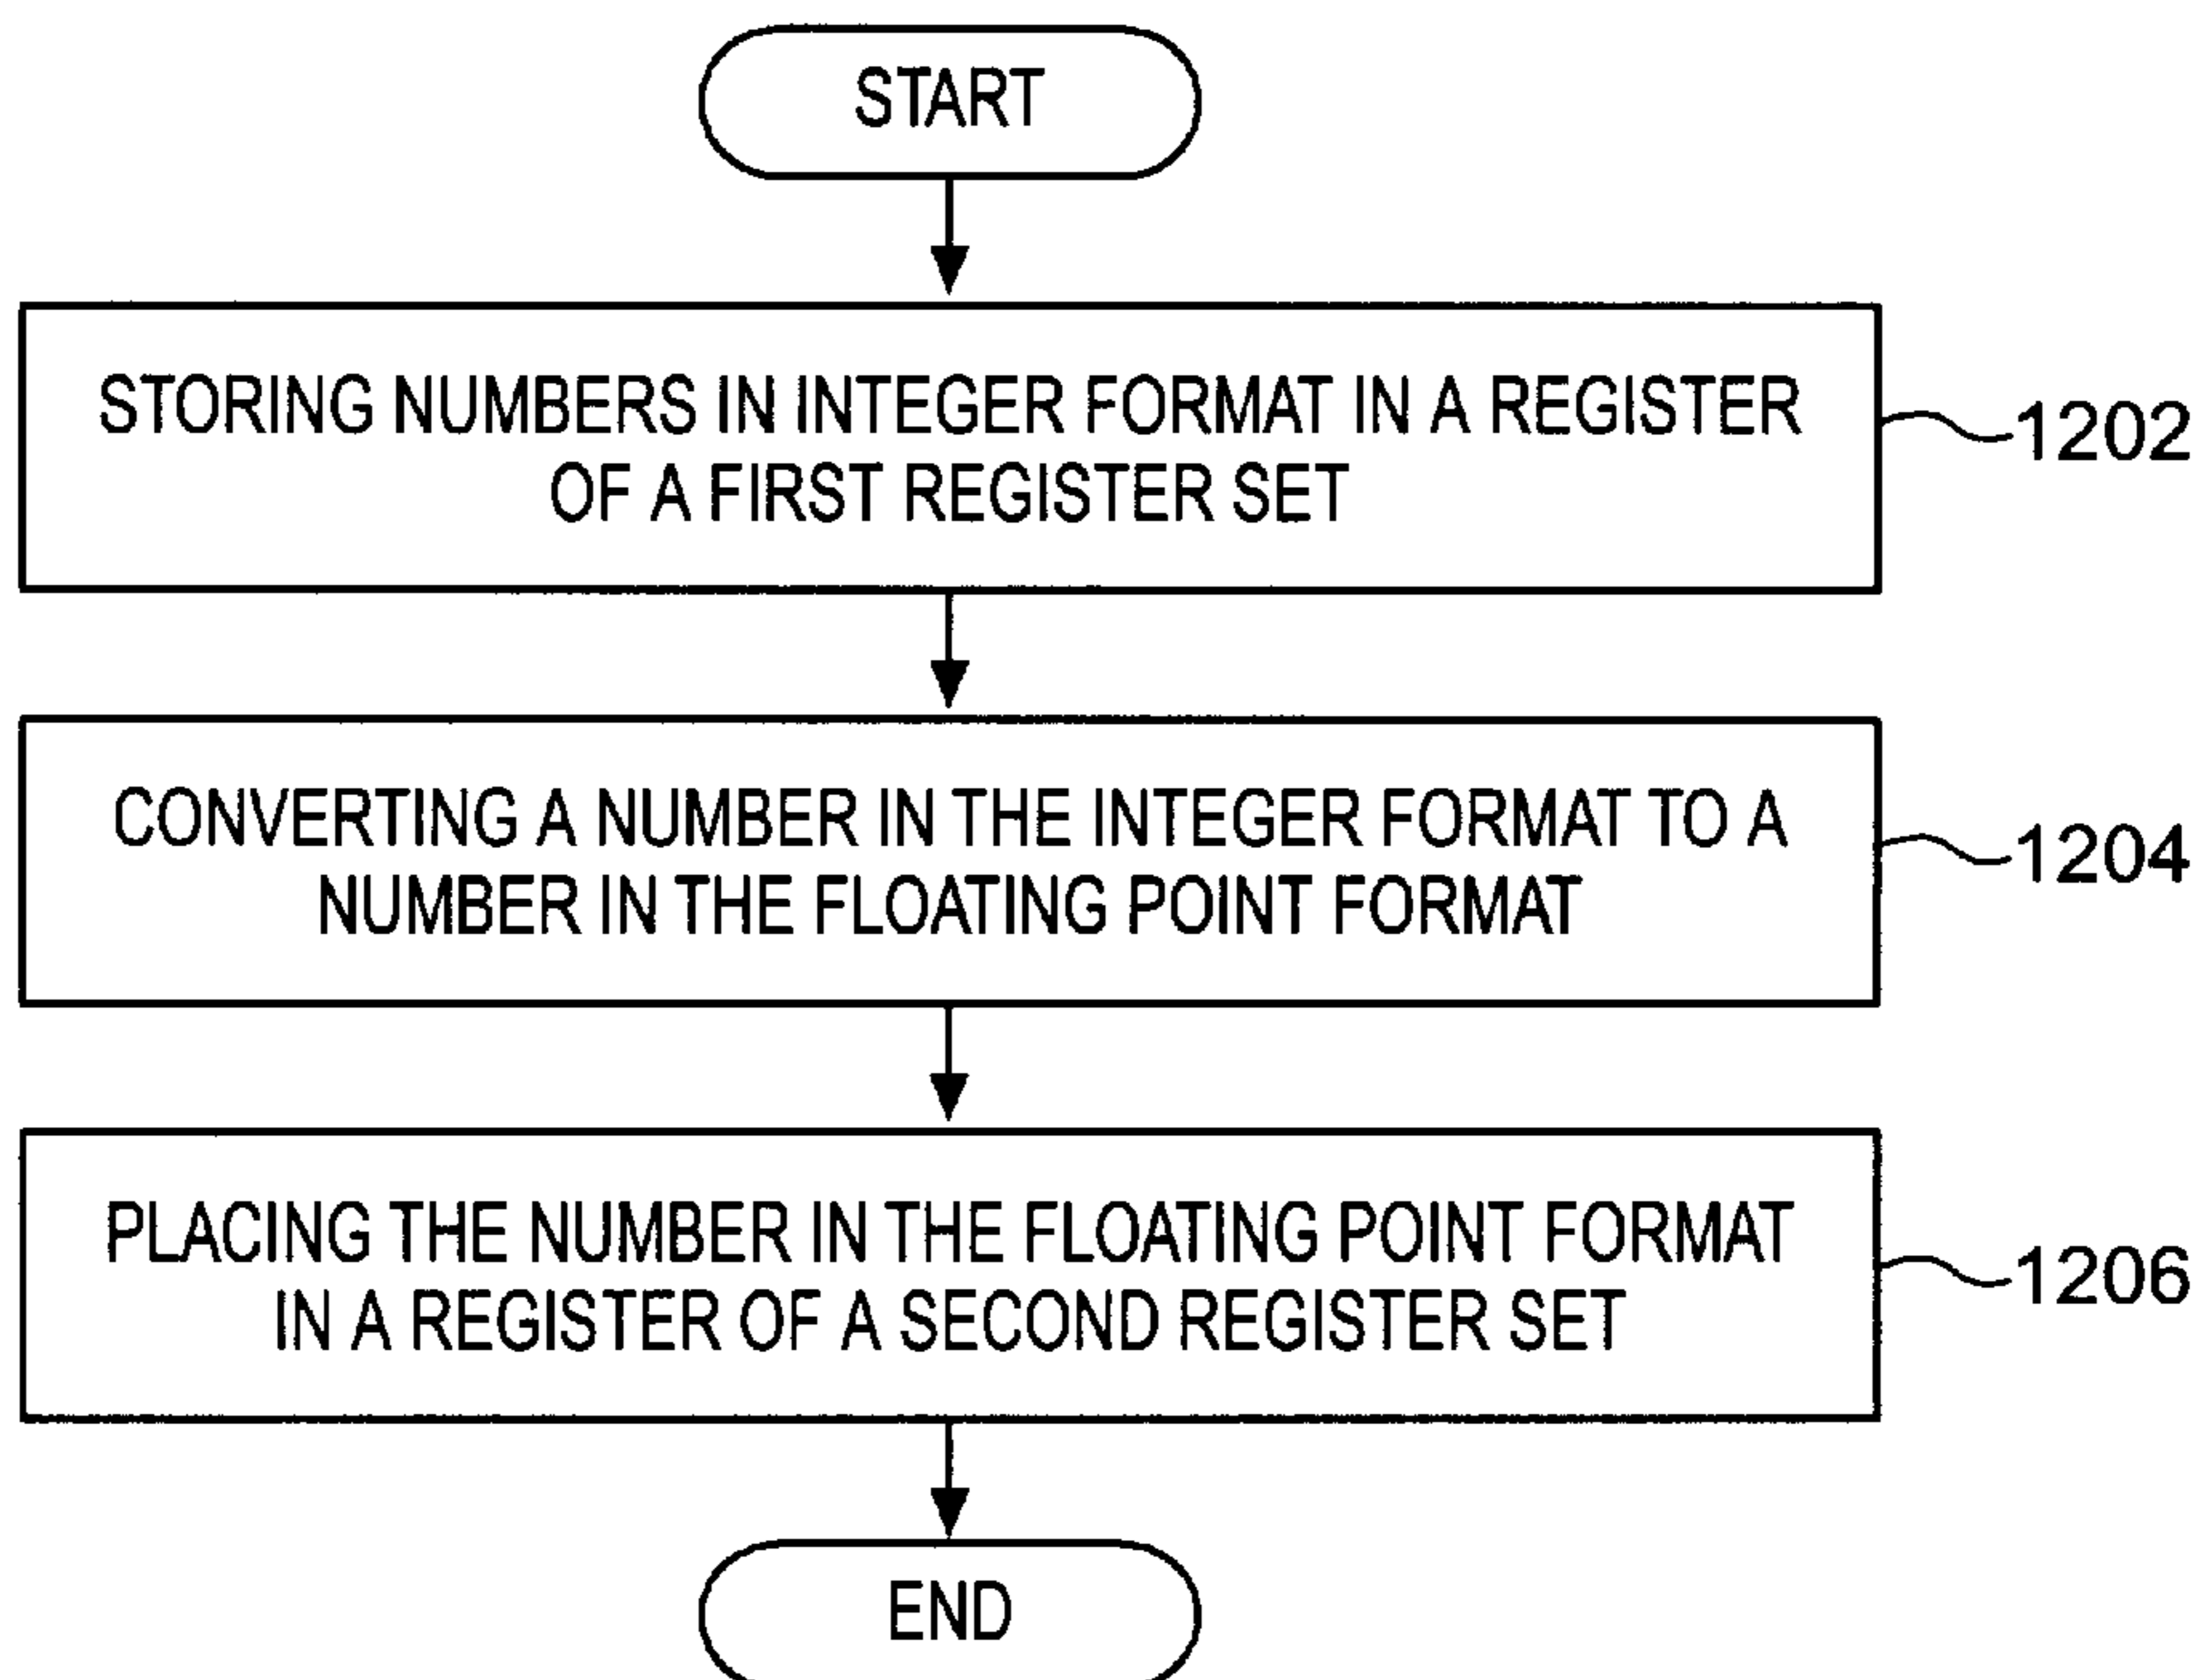 START
STORING NUMBERS IN INTEGER FORMAT IN A REGISTER
OF A FIRST REGISTER SET
1202
CONVERTING A NUMBER IN THE INTEGER FORMAT TO A
NUMBER IN THE FLOATING POINT FORMAT
1204
PLACING THE NUMBER IN THE FLOATING POINT FORMAT
IN A REGISTER OF A SECOND REGISTER SET
1206
END